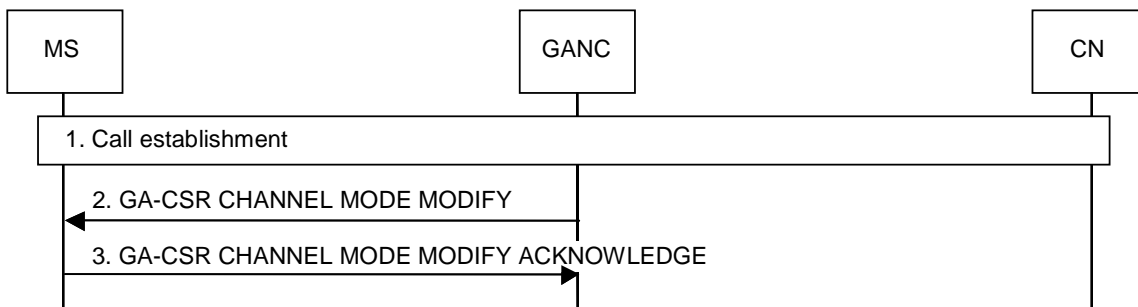 MS
GANC
CN
1. Call establishment
2. GA-CSR CHANNEL MODE MODIFY
3. GA-CSR CHANNEL MODE MODIFY ACKNOWLEDGE